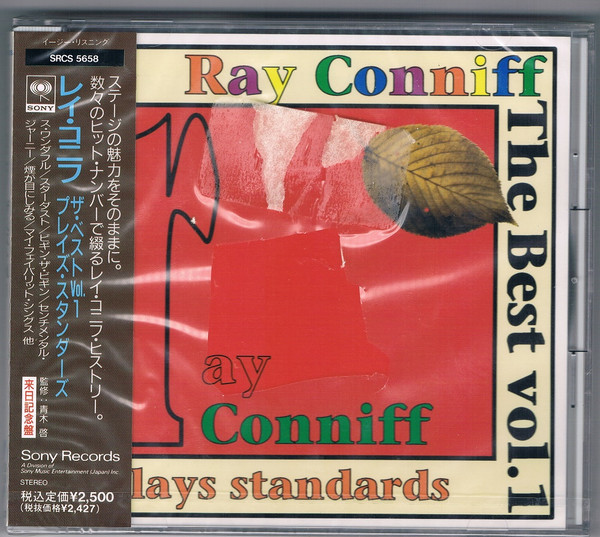 イージー・リスニング
SRCS 5658
SONY
ステージの魅力をそのままに。
数々のヒット・ナンバーで綴るレイ・コニフ・ヒストリー。
レイ・コニフ
ザ・ベスト Vol.1
プレイズ・スタンダーズ
ス・ワンダフル/スターダスト/ビギン・ザ・ビギン/センチメンタル・
ジャーニー/煙が目にしみる/マイ・フェイバリット・シングス 他
監修:青木 啓
来日記念盤
Sony Records
A Division of
Sony Music Entertainment (Japan) Inc.
STEREO
税込定価¥2,500
(税抜価格¥2,427)
Ray Conniff
The Best vol.1
ay
Conniff
lays standards